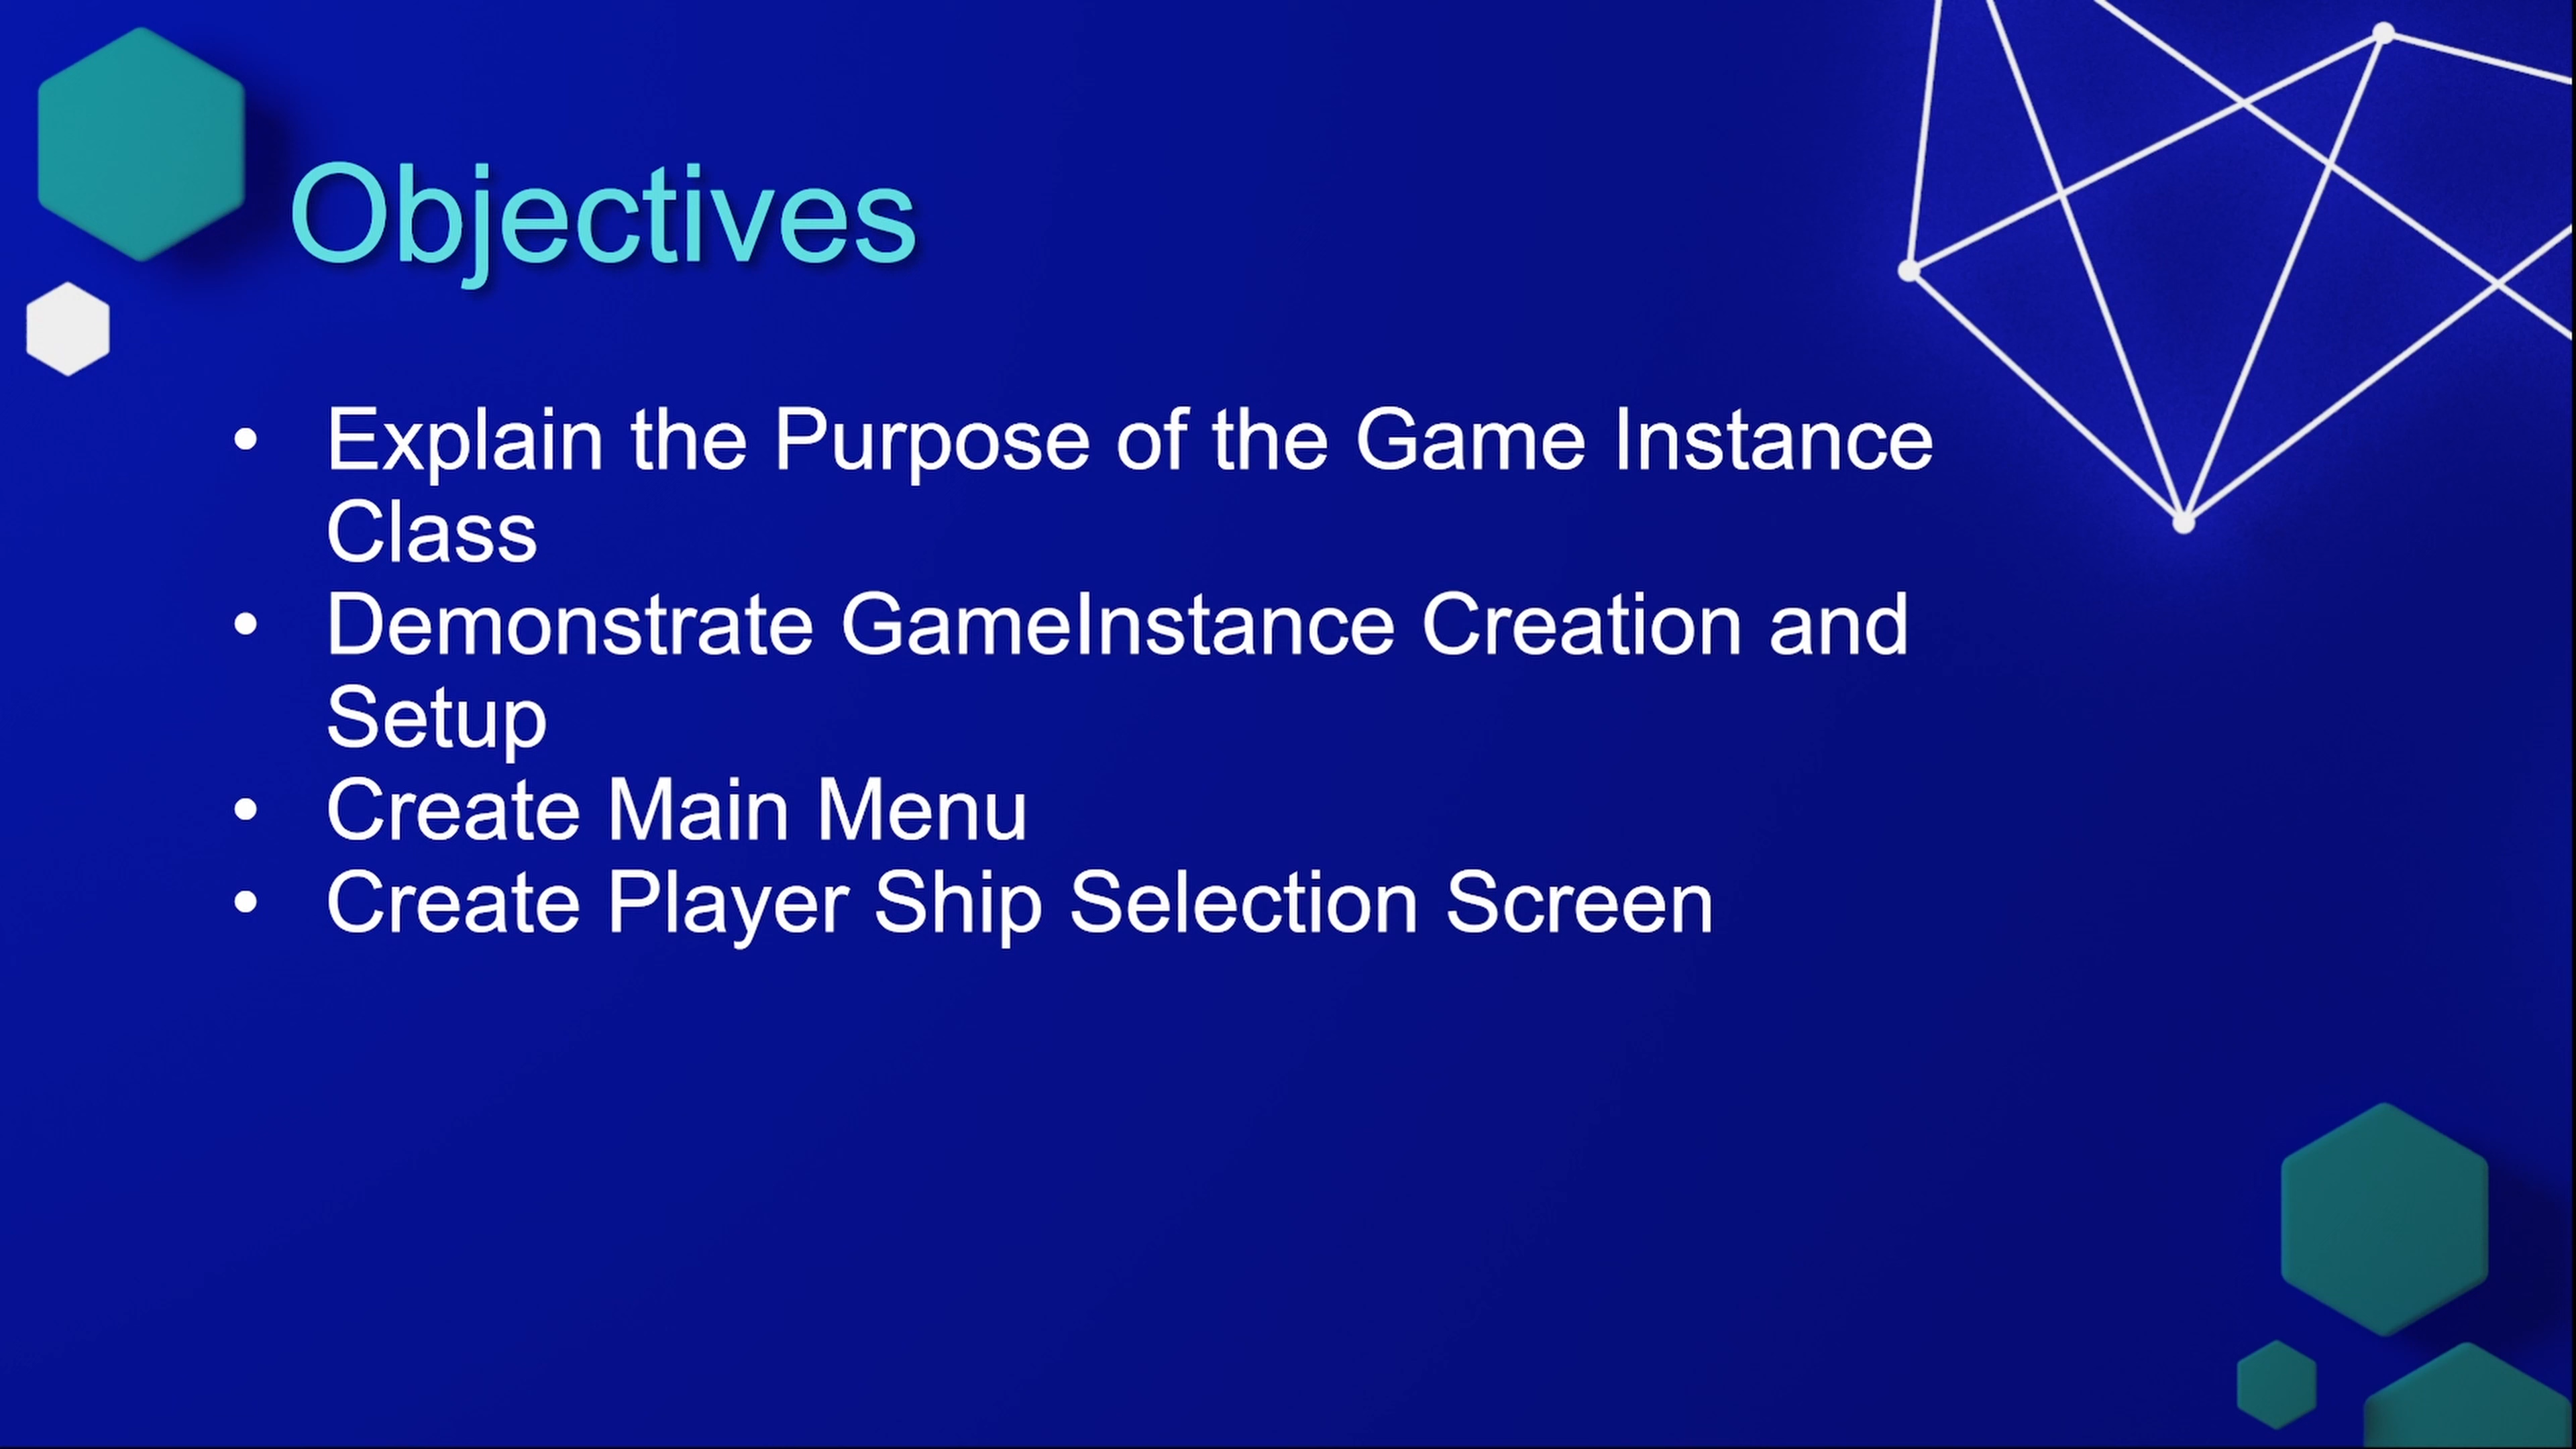 Objectives
• Explain the Purpose of the Game Instance
Class
• Demonstrate GameInstance Creation and
Setup
• Create Main Menu
• Create Player Ship Selection Screen